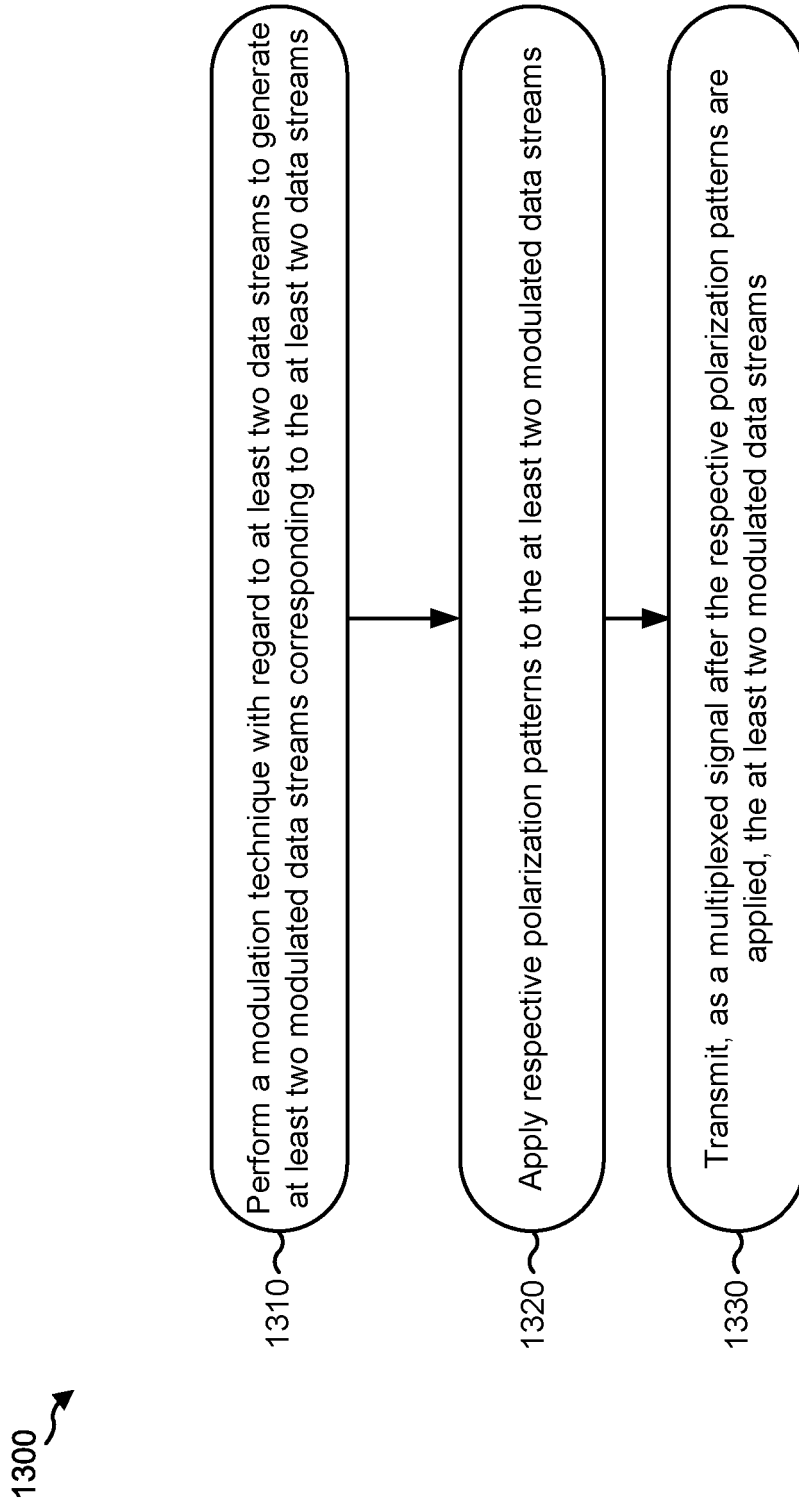 1300
1310
Perform a modulation technique with regard to at least two data streams to generate
at least two modulated data streams corresponding to the at least two data streams
1320
Apply respective polarization patterns to the at least two modulated data streams
1330
Transmit, as a multiplexed signal after the respective polarization patterns are
applied, the at least two modulated data streams